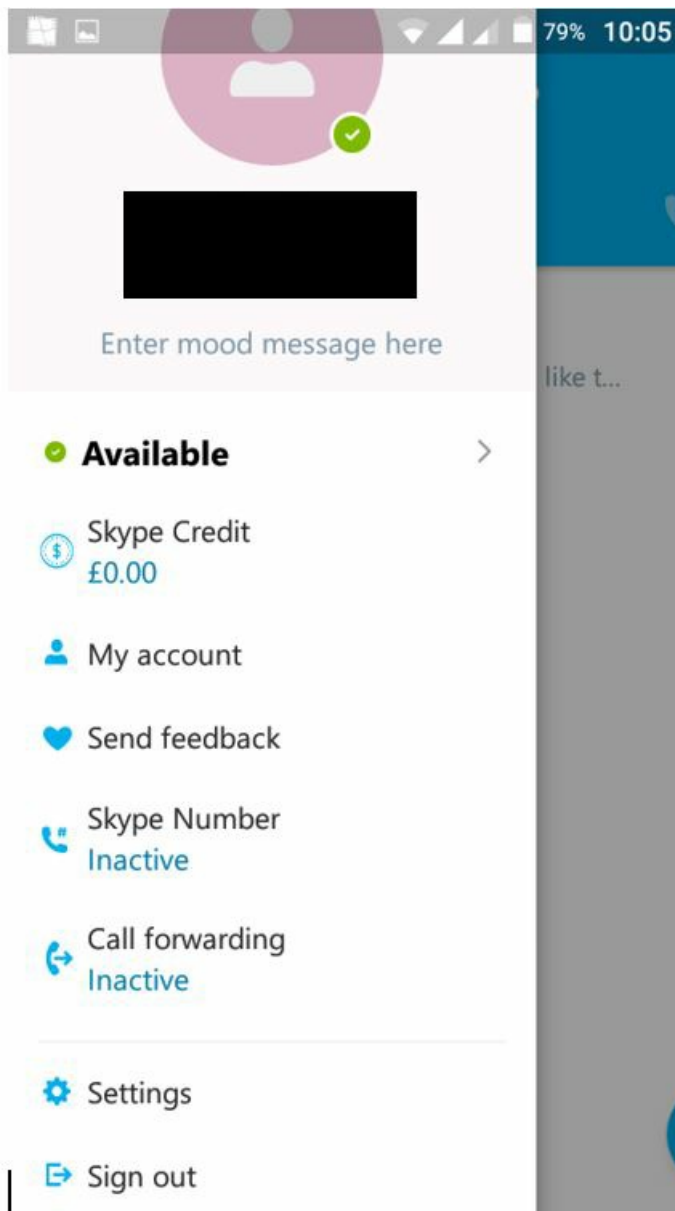 79% 10:05
Enter mood message here
like t...
Available
Skype Credit
£0.00
My account
Send feedback
Skype Number
Inactive
Call forwarding
Inactive
Settings
Sign out